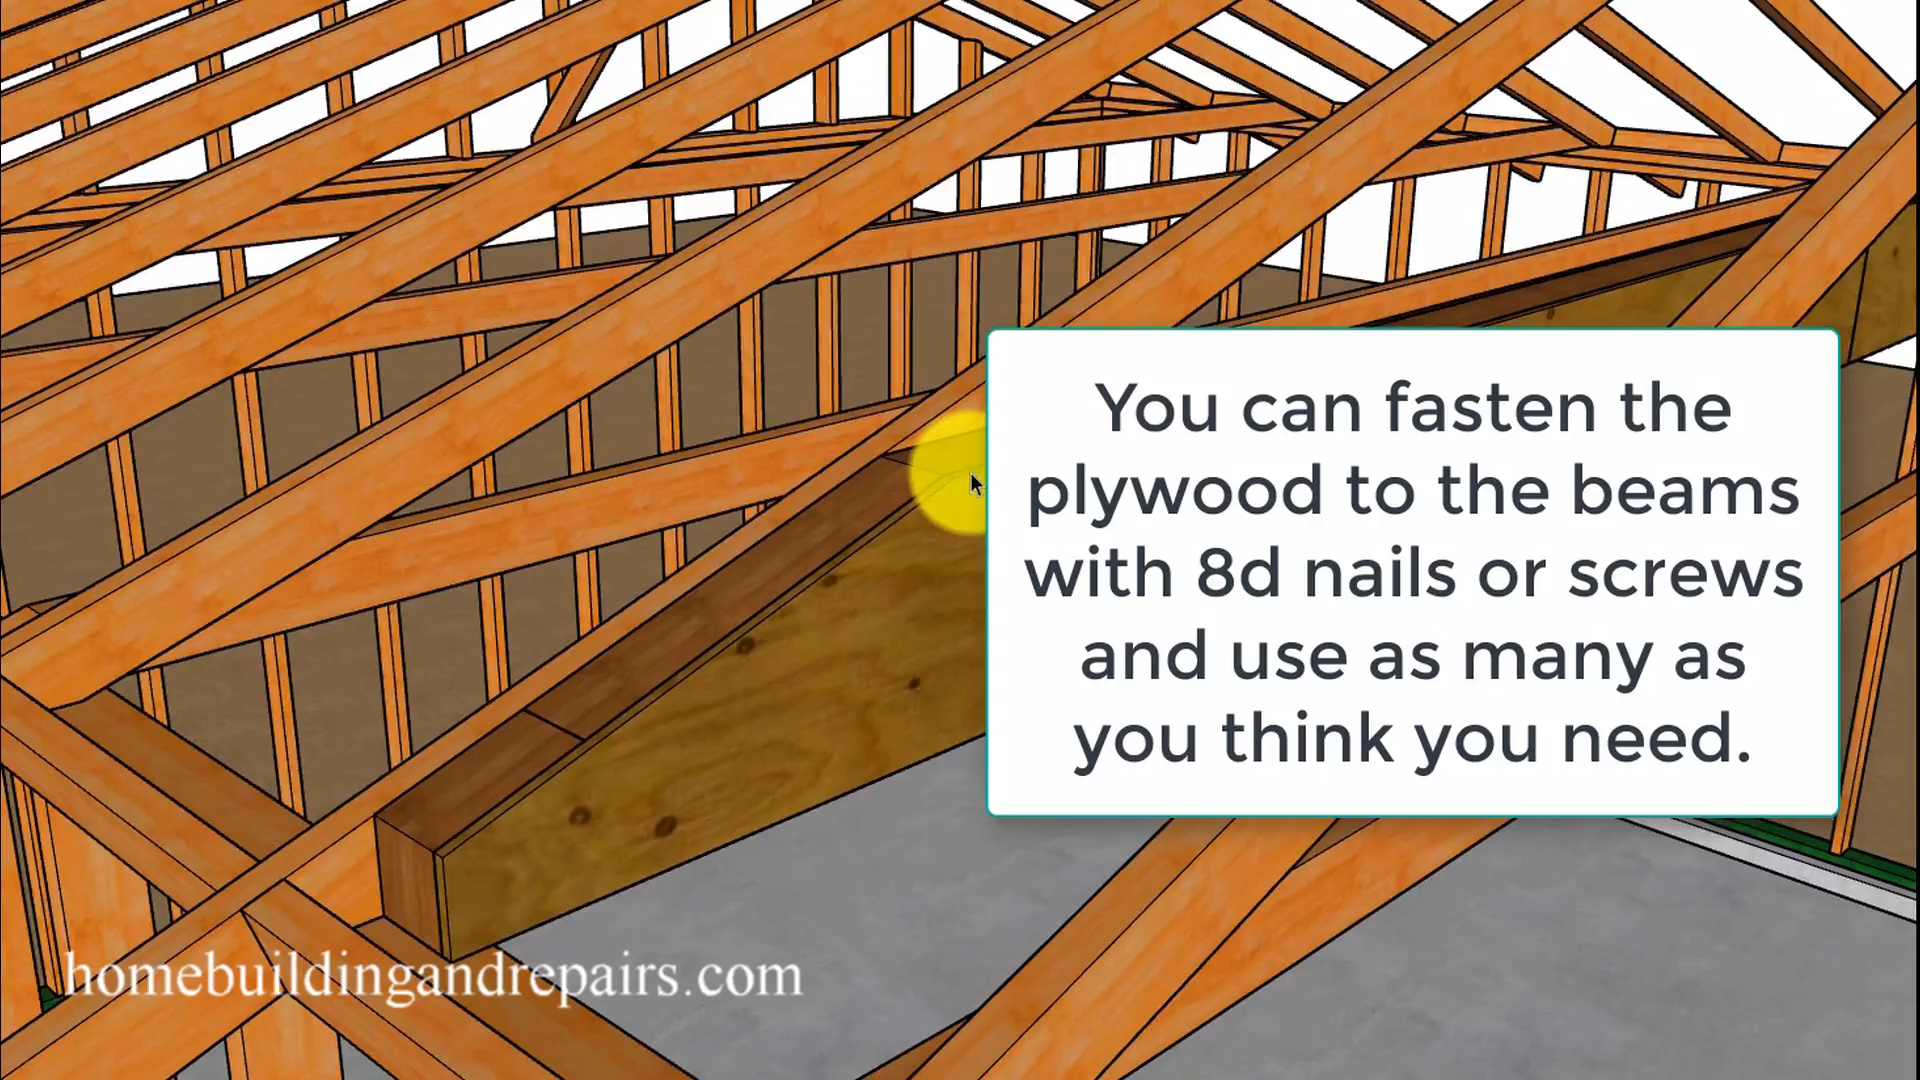 You can fasten the
plywood to the beams
with 8d nails or screws
and use as many as
you think you need.
homebuildingandrepairs.com